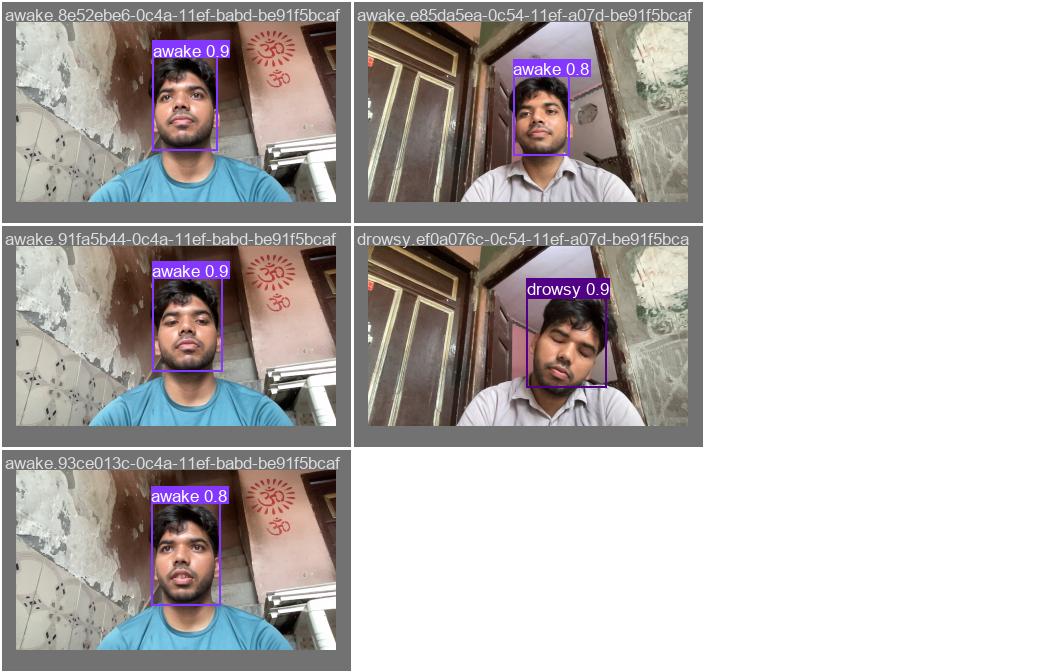 awake.8e52ebe6-0c4a-11ef-babd-be91f5bcaf
awake 0.9
ॐ
ॐ
awake.e85da5ea-0c54-11ef-a07d-be91f5bcaf
awake 0.8
awake.91fa5b44-0c4a-11ef-babd-be91f5bcaf
awake 0.9
ॐ
ॐ
drowsy.ef0a076c-0c54-11ef-a07d-be91f5bca
drowsy 0.9
awake.93ce013c-0c4a-11ef-babd-be91f5bcaf
awake 0.8
ॐ
ॐ